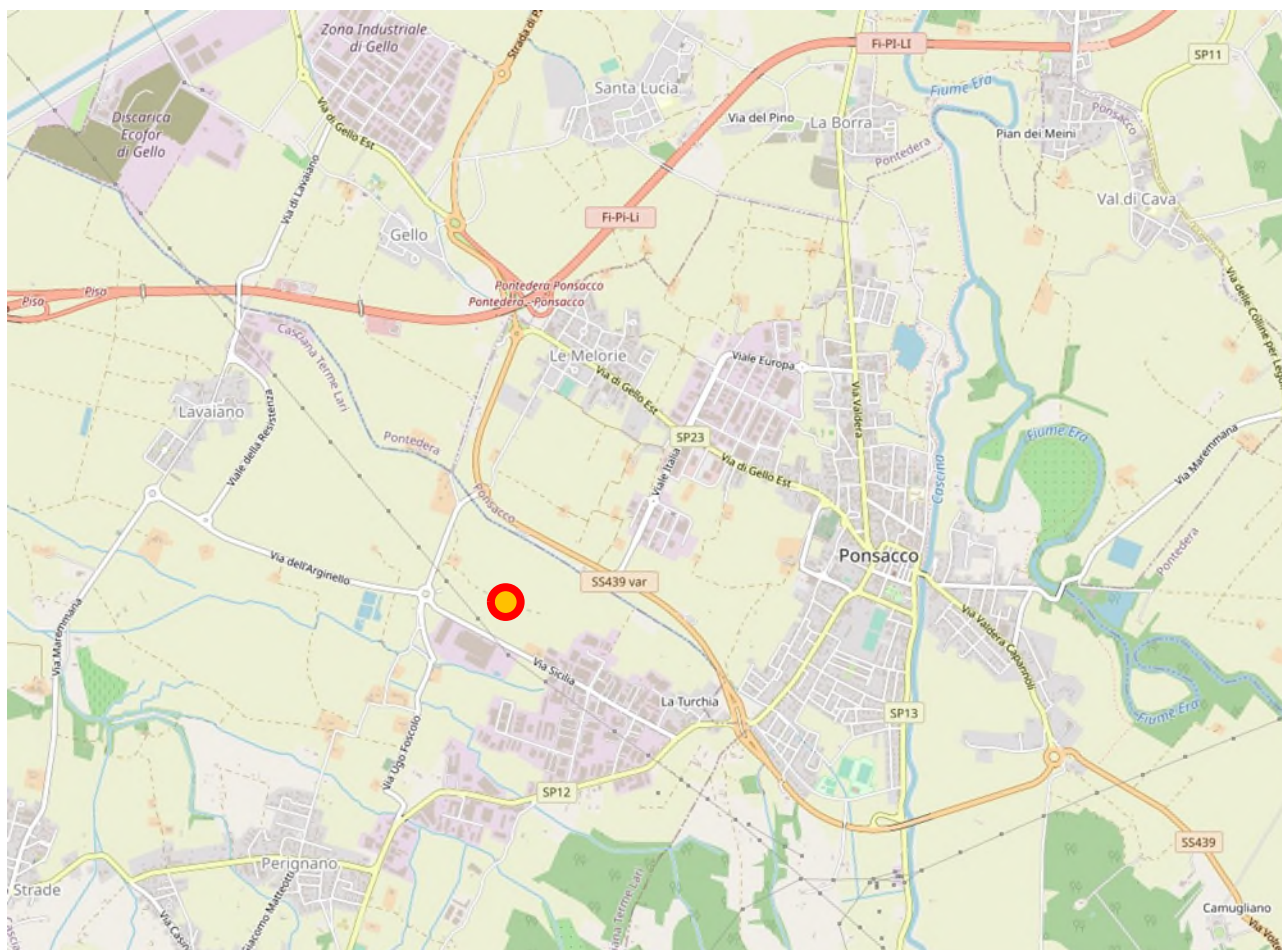 Zona Industriale
di Gello
Strada di P
Fi-PI-LI
SP11
Fiume Era
Santa Lucia
Discarica
Ecofor
di Gello
Via di Gello Est
Via del Pino
La Borra
Ponsacco
Pian dei Meini
Pontedera
Via di Lavaiano
Val di Cava
Fi-Pi-Li
Gello
Pisa
Pisa
Pontedera Ponsacco
Pontedera - Ponsacco
Via delle Colline per Legoli
Casciana Terme Lari
Le Melorie
Viale Europa
Via di Gello Est
Via Valdera
Lavaiano
Viale della Resistenza
Pontedera
SP23
Fiume Era
Via di Gello Est
Viale Italia
Cascina
Via Maremmana
Ponsacco
Pontedera
Via dell'Arginello
SS439 var
Ponsacco
Via Maremmana
Via Valdera Capannoli
Via Sicilia
La Turchia
SP13
Fiume Era
Via Ugo Foscolo
SP12
Perignano
SS439
Strade
Via Casin
Giacomo Matteotti
Casc
Casciana Terme Lari
Camugliano
Via Vol